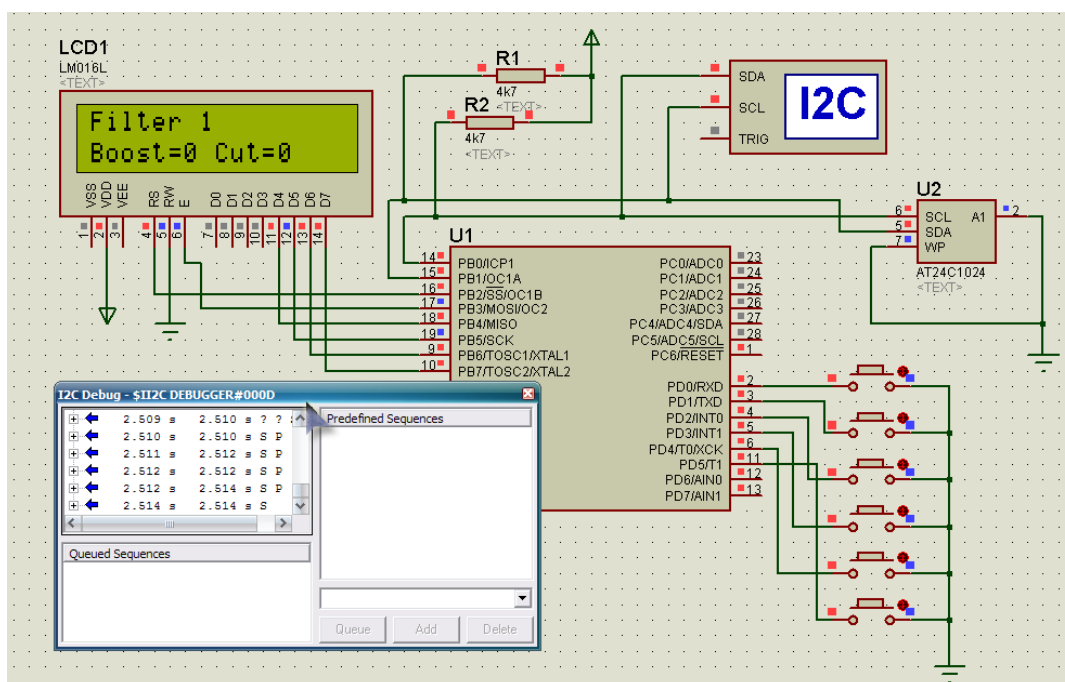 LCD1
LM016L
<TEXT>
Filter 1
Boost=0 Cut=0
VSS
VDD
VEE
RS
RW
E
D0
D1
D2
D3
D4
D5
D6
D7
1
2
3
4
5
6
7
8
9
10
11
12
13
14
R1
4k7
<TEXT>
R2
4k7
<TEXT>
SDA
SCL
TRIG
I2C
U2
6
5
7
SCL
SDA
WP
A1
2
AT24C1024
<TEXT>
U1
14 PB0/ICP1
15 PB1/OC1A
16 PB2/SS/OC1B
17 PB3/MOSI/OC2
18 PB4/MISO
19 PB5/SCK
9 PB6/TOSC1/XTAL1
10 PB7/TOSC2/XTAL2
PC0/ADC0 23
PC1/ADC1 24
PC2/ADC2 25
PC3/ADC3 26
PC4/ADC4/SDA 27
PC5/ADC5/SCL 28
PC6/RESET 1
PD0/RXD 2
PD1/TXD 3
PD2/INT0 4
PD3/INT1 5
PD4/T0/XCK 6
PD5/T1 11
PD6/AIN0 12
PD7/AIN1 13
I2C Debug - $II2C DEBUGGER#000D
2.509 s 2.510 s ? ?
2.510 s 2.510 s S P
2.511 s 2.512 s S P
2.512 s 2.512 s S P
2.512 s 2.514 s S P
2.514 s 2.514 s S
Predefined Sequences
Queued Sequences
Queue
Add
Delete